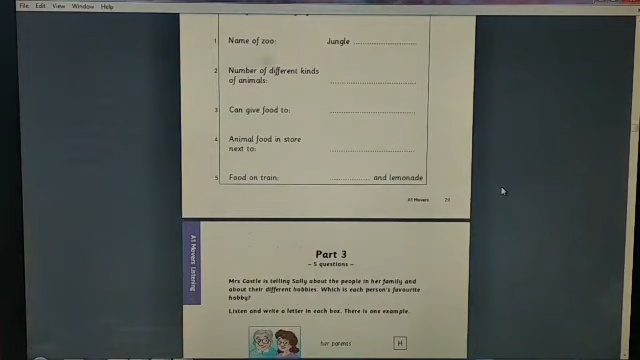 File Edit View Window Help
1 Name of zoo: Jungle ......................
2 Number of different kinds
of animals: ..............................
3 Can give food to: ..............................
4 Animal food in store
next to: ..............................
5 Food on train: .............. and lemonade
A1 Movers 29
A1 Movers Listening
Part 3
– 5 questions –
Mrs Castle is telling Sally about the people in her family and
about their different hobbies. Which is each person's favourite
hobby?
Listen and write a letter in each box. There is one example.
her parents H